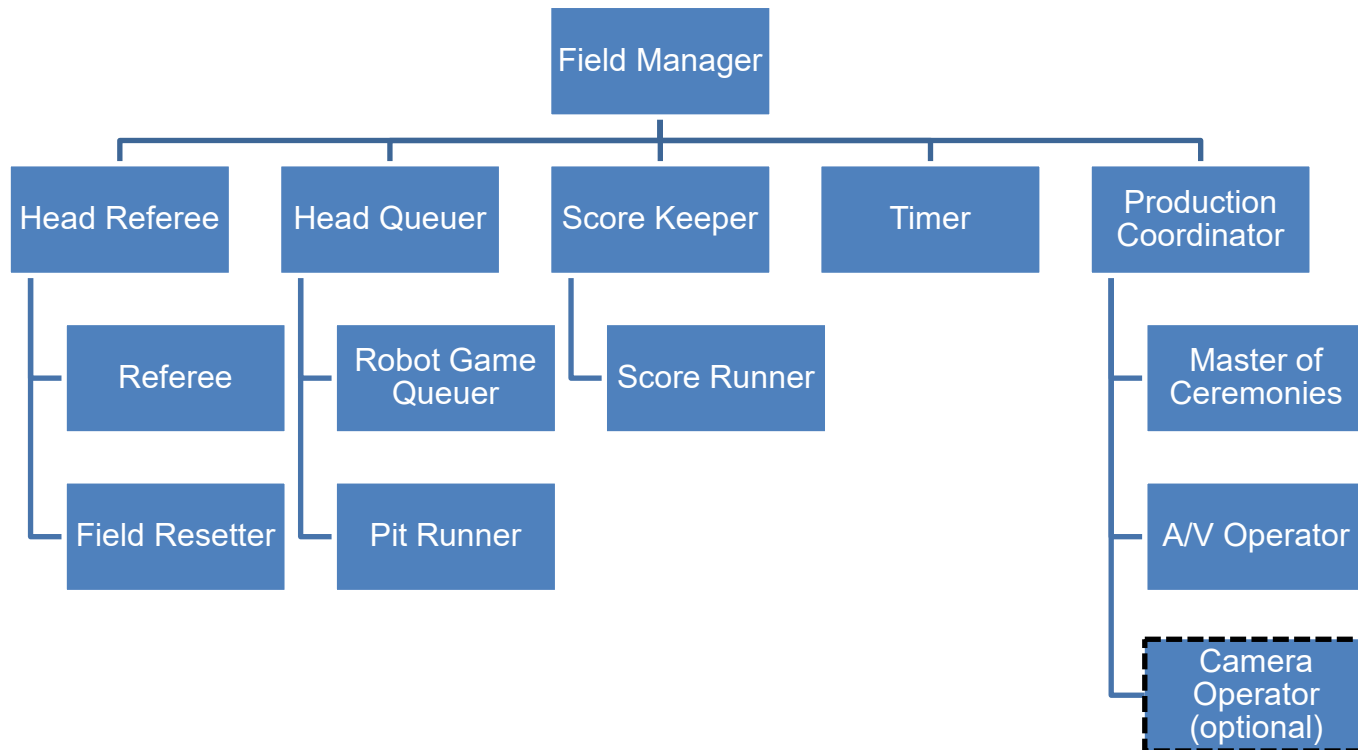 Field Manager
Head Referee
Head Queuer
Score Keeper
Timer
Production
Coordinator
Referee
Robot Game
Queuer
Score Runner
Master of
Ceremonies
Field Resetter
Pit Runner
A/V Operator
Camera
Operator
(optional)